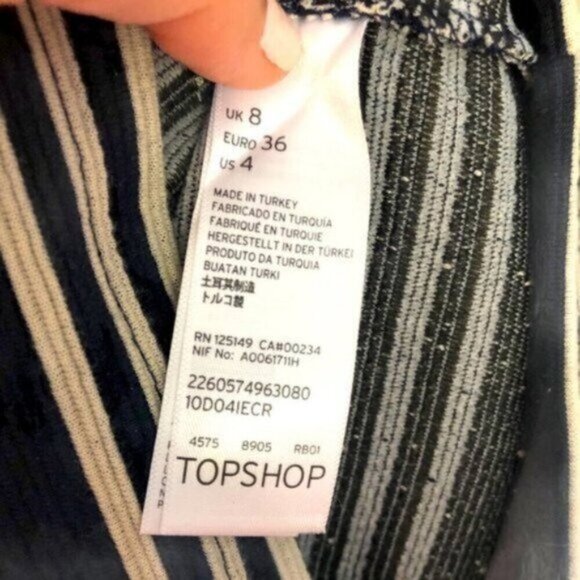 UK 8
EURO 36
US 4
MADE IN TURKEY
FABRICADO EN TURQUÍA
FABRIQUÉ EN TURQUIE
HERGESTELLT IN DER TÜRKEI
PRODUTO DA TURQUIA
BUATAN TURKI
土耳其制造
トルコ製
RN 125149 CA#00234
NIF No: A0061711H
2260574963080
10D04IECR
4575 8905 RB01
TOPSHOP